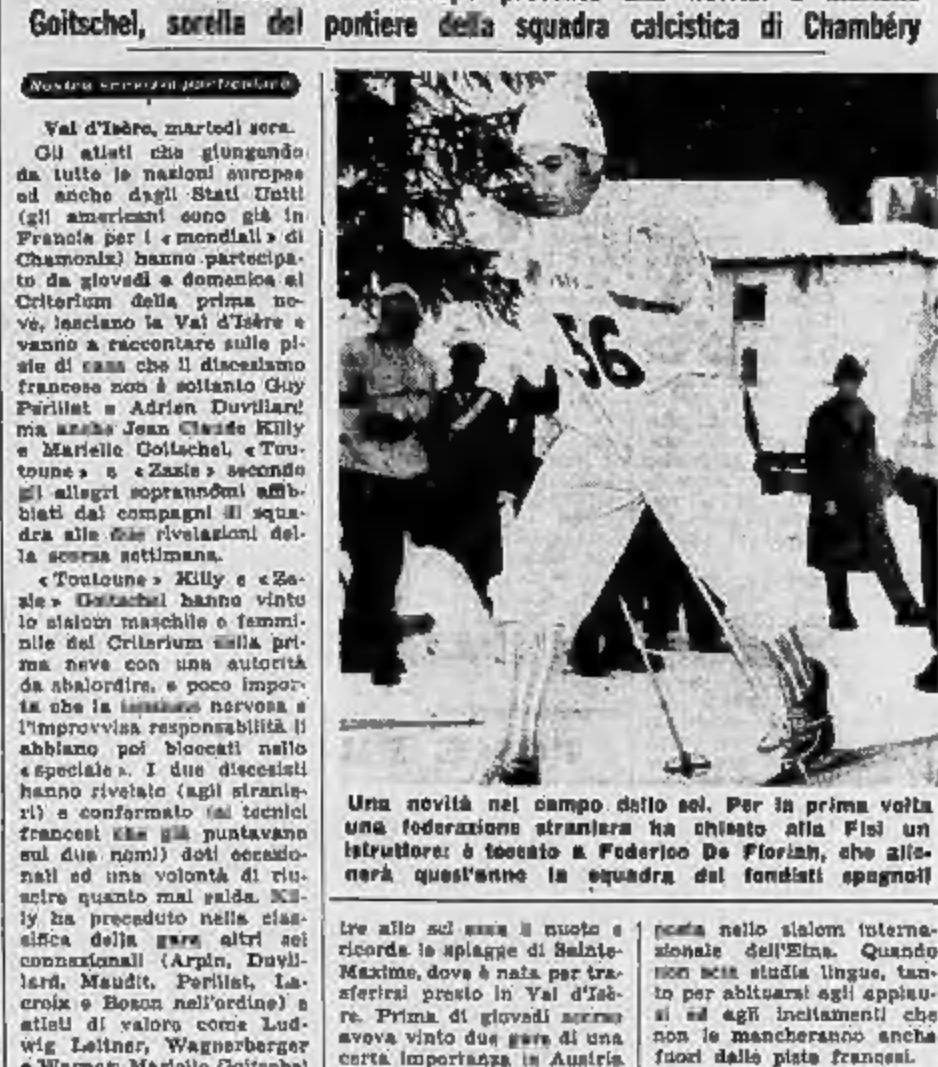 Goitschel, sorella del portiere della squadra calcistica di Chambéry
Nostro servizio particolare
Val d'Isère, martedì sera.
Gli atleti che giungendo
da tutte le nazioni europee
ed anche dagli Stati Uniti
(gli americani sono già in
Francia per i « mondiali » di
Chamonix) hanno partecipa-
to da giovedì a domenica al
Criterium della prima ne-
ve, lasciano la Val d'Isère e
vanno a raccontare sulle pi-
ste di casa che il discesismo
francese non è soltanto Guy
Perillat e Adrien Duvillard
ma anche Jean Claude Killy
e Marielle Goitschel, « Tou-
toune » e « Zazie » secondo
gli allegri soprannomi affib-
biati dai compagni di squa-
dra alle due rivelazioni del-
la scorsa settimana.
« Toutoune » Killy e « Za-
zie » Goitschel hanno vinto
lo slalom maschile e femmi-
nile del Criterium della pri-
ma neve con una autorità
da sbalordire, e poco impor-
ta che la tensione nervosa e
l'improvvisa responsabilità li
abbiano poi bloccati nello
« speciale ». I due discesisti
hanno rivelato (agli stranie-
ri) e confermato (ai tecnici
francesi che già puntavano
sui due nomi) doti eccezio-
nali ed una volontà di riu-
scire quanto mai salda. Kil-
ly ha preceduto nella clas-
sifica della gara altri sei
connazionali (Arpin, Duvil-
lard, Mauduit, Perillat, La-
croix e Bozon nell'ordine) e
atleti di valore come Lud-
wig Leitner, Wagnerberger
Marielle Goitschel
56
Una novità nel campo dello sci. Per la prima volta
una federazione straniera ha chiesto alla Fisi un
istruttore: è toccato a Federico De Florian, che alle-
nerà quest'anno la squadra dei fondisti spagnoli
tre allo sci ama il nuoto e
ricorda le spiagge di Sainte-
Maxime, dove è nata per tra-
sferirsi presto in Val d'Isè-
re. Prima di giovedì scorso
aveva vinto due gare di una
certa importanza in Austria
nello slalom interna-
zionale dell'Etna. Quando
non scia studia lingue, tan-
to per abituarsi agli applau-
si ed agli incitamenti che
non le mancheranno anche
fuori dalle piste francesi.